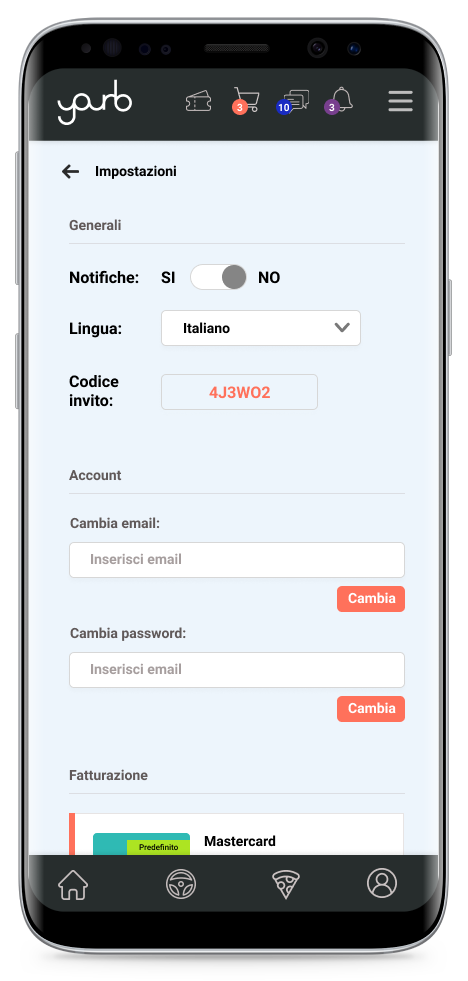 yourb
3
10
3
Impostazioni
Generali
Notifiche: SI NO
Lingua: Italiano
Codice
invito:
4J3WO2
Account
Cambia email:
Inserisci email
Cambia
Cambia password:
Inserisci email
Cambia
Fatturazione
Predefinito
Mastercard